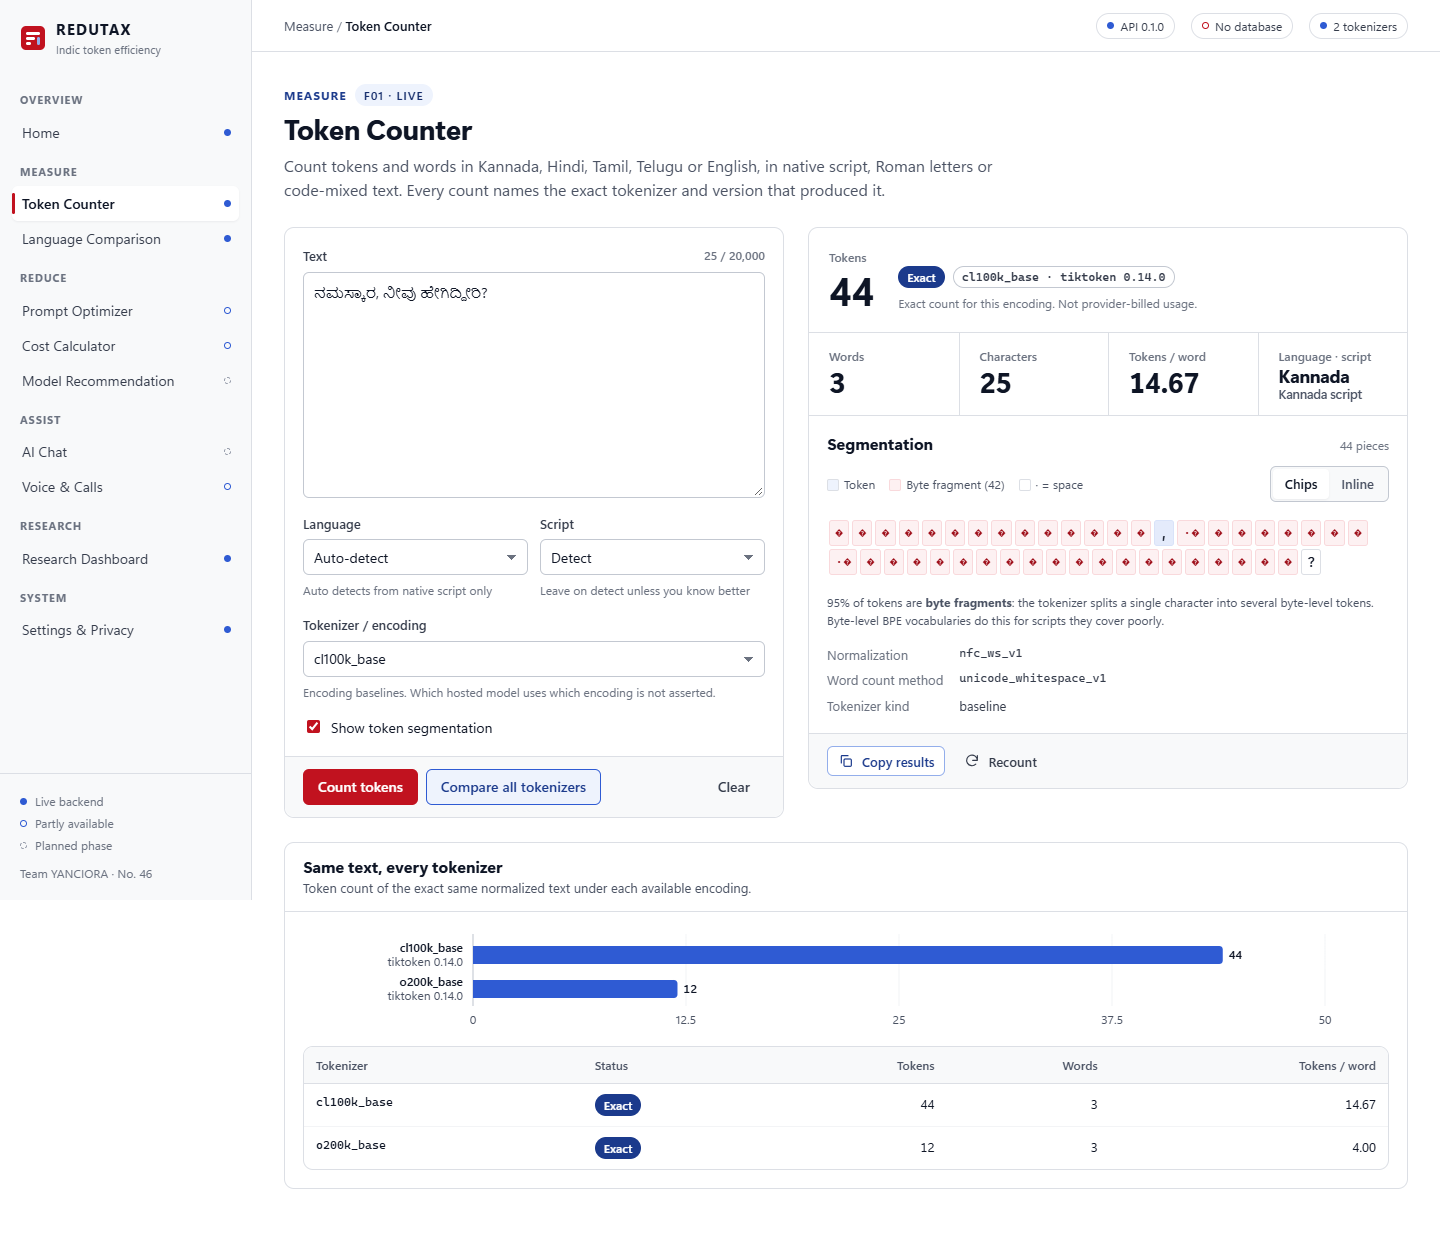 REDUTAX
Indic token efficiency
OVERVIEW
Home
MEASURE
Token Counter
Language Comparison
REDUCE
Prompt Optimizer
Cost Calculator
Model Recommendation
ASSIST
AI Chat
Voice & Calls
RESEARCH
Research Dashboard
SYSTEM
Settings & Privacy
Live backend
Partly available
Planned phase
Team YANCIORA · No. 46
Measure / Token Counter
API 0.1.0
No database
2 tokenizers
MEASURE F01 · LIVE
Token Counter
Count tokens and words in Kannada, Hindi, Tamil, Telugu or English, in native script, Roman letters or
code-mixed text. Every count names the exact tokenizer and version that produced it.
Text 25 / 20,000
ನಮಸ್ಕಾರ, ನೀವು ಹೇಗಿದ್ದೀರಿ?
Language Script
Auto-detect Detect
Auto detects from native script only Leave on detect unless you know better
Tokenizer / encoding
cl100k_base
Encoding baselines. Which hosted model uses which encoding is not asserted.
Show token segmentation
Count tokens Compare all tokenizers Clear
Tokens
44 Exact cl100k_base · tiktoken 0.14.0
Exact count for this encoding. Not provider-billed usage.
Words Characters Tokens / word Language · script
3 25 14.67 Kannada
Kannada script
Segmentation 44 pieces
Token Byte fragment (42) · = space Chips Inline
� � � � � � � � � � � � � � , ·� � � � � � � �
·� � � � � � � � � � � � � � � � � � � � ?
95% of tokens are byte fragments: the tokenizer splits a single character into several byte-level tokens.
Byte-level BPE vocabularies do this for scripts they cover poorly.
Normalization nfc_ws_v1
Word count method unicode_whitespace_v1
Tokenizer kind baseline
Copy results Recount
Same text, every tokenizer
Token count of the exact same normalized text under each available encoding.
cl100k_base
tiktoken 0.14.0 44
o200k_base
tiktoken 0.14.0 12
0 12.5 25 37.5 50
Tokenizer Status Tokens Words Tokens / word
cl100k_base Exact 44 3 14.67
o200k_base Exact 12 3 4.00